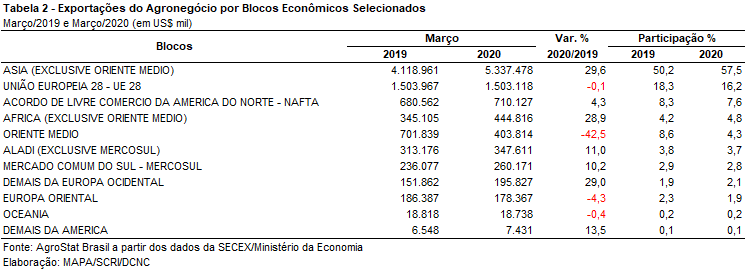 Tabela 2 - Exportações do Agronegócio por Blocos Econômicos Selecionados
Março/2019 e Março/2020 (em US$ mil)
Blocos Março Var. % Participação %
2019 2020 2020/2019 2019 2020
ASIA (EXCLUSIVE ORIENTE MEDIO) 4.118.961 5.337.478 29,6 50,2 57,5
UNIÃO EUROPEIA 28 - UE 28 1.503.967 1.503.118 -0,1 18,3 16,2
ACORDO DE LIVRE COMERCIO DA AMERICA DO NORTE - NAFTA 680.562 710.127 4,3 8,3 7,6
AFRICA (EXCLUSIVE ORIENTE MEDIO) 345.105 444.816 28,9 4,2 4,8
ORIENTE MEDIO 701.839 403.814 -42,5 8,6 4,3
ALADI (EXCLUSIVE MERCOSUL) 313.176 347.611 11,0 3,8 3,7
MERCADO COMUM DO SUL - MERCOSUL 236.077 260.171 10,2 2,9 2,8
DEMAIS DA EUROPA OCIDENTAL 151.862 195.827 29,0 1,9 2,1
EUROPA ORIENTAL 186.387 178.367 -4,3 2,3 1,9
OCEANIA 18.818 18.738 -0,4 0,2 0,2
DEMAIS DA AMERICA 6.548 7.431 13,5 0,1 0,1
Fonte: AgroStat Brasil a partir dos dados da SECEX/Ministério da Economia
Elaboração: MAPA/SCRI/DCNC